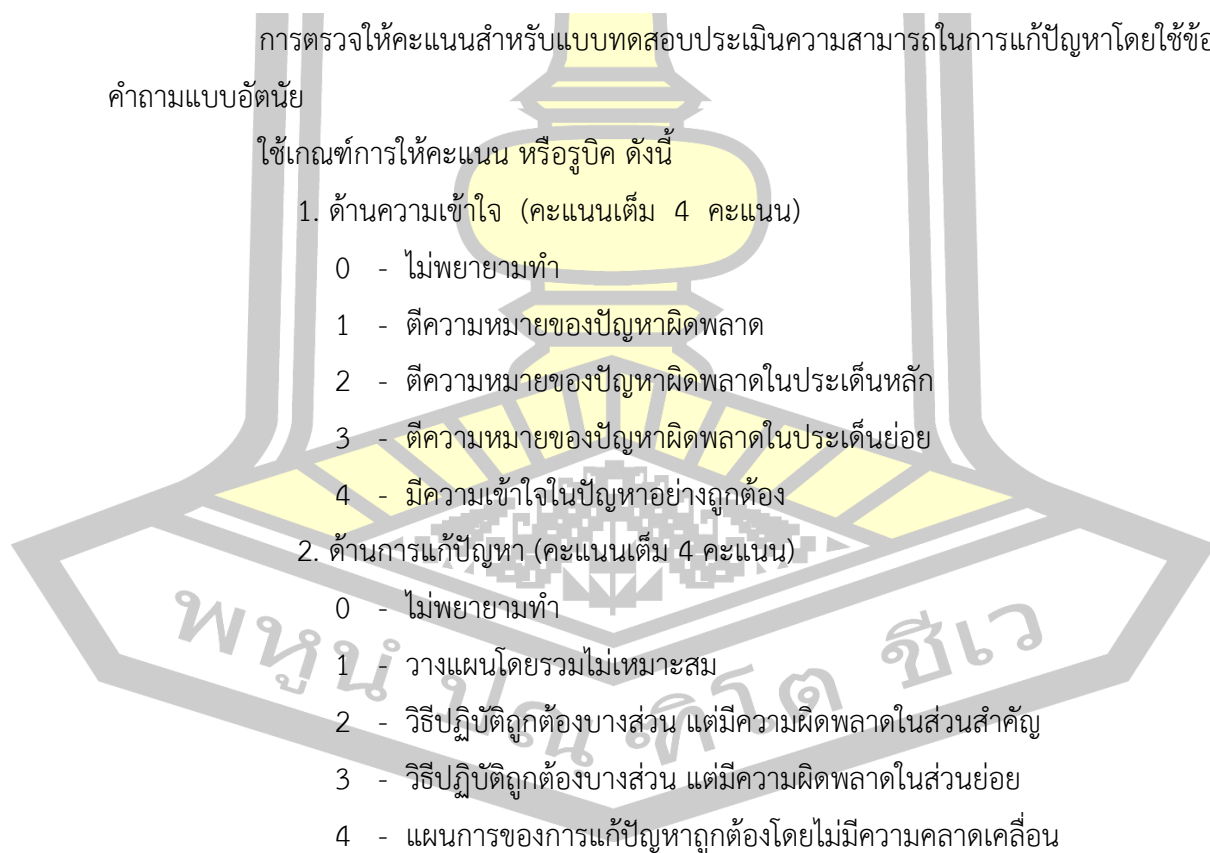 การตรวจให้คะแนนสำหรับแบบทดสอบประเมินความสามารถในการแก้ปัญหาโดยใช้ข้อ
คำถามแบบอัตนัย
ใช้เกณฑ์การให้คะแนน หรือรูบิค ดังนี้
1. ด้านความเข้าใจ (คะแนนเต็ม 4 คะแนน)
0 - ไม่พยายามทำ
1 - ตีความหมายของปัญหาผิดพลาด
2 - ตีความหมายของปัญหาผิดพลาดในประเด็นหลัก
3 - ตีความหมายของปัญหาผิดพลาดในประเด็นย่อย
4 - มีความเข้าใจในปัญหาอย่างถูกต้อง
2. ด้านการแก้ปัญหา (คะแนนเต็ม 4 คะแนน)
0 - ไม่พยายามทำ
1 - วางแผนโดยรวมไม่เหมาะสม
2 - วิธีปฏิบัติถูกต้องบางส่วน แต่มีความผิดพลาดในส่วนสำคัญ
3 - วิธีปฏิบัติถูกต้องบางส่วน แต่มีความผิดพลาดในส่วนย่อย
4 - แผนการของการแก้ปัญหาถูกต้องโดยไม่มีความคลาดเคลื่อน
พหูนํ ปณฺฑิโต ชีเว